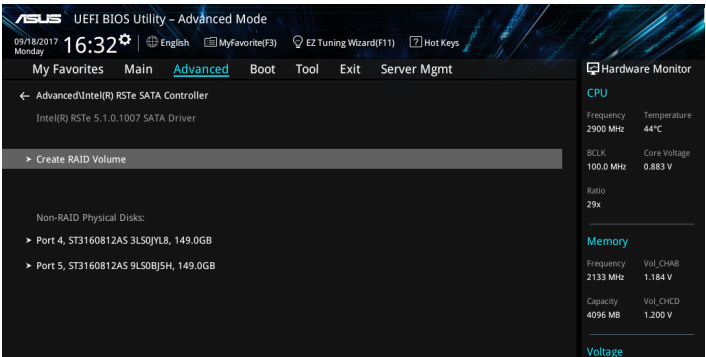 ASUS UEFI BIOS Utility – Advanced Mode
09/18/2017 Monday 16:32 English MyFavorite(F3) EZ Tuning Wizard(F11) ? Hot Keys
My Favorites Main Advanced Boot Tool Exit Server Mgmt
Hardware Monitor
← Advanced\Intel(R) RSTe SATA Controller
Intel(R) RSTe 5.1.0.1007 SATA Driver
➤ Create RAID Volume
Non-RAID Physical Disks:
➤ Port 4, ST3160812AS 3LS0JYL8, 149.0GB
➤ Port 5, ST3160812AS 9LS0BJ5H, 149.0GB
CPU
Frequency Temperature
2900 MHz 44°C
BCLK Core Voltage
100.0 MHz 0.883 V
Ratio
29x
Memory
Frequency Vol_CHAB
2133 MHz 1.184 V
Capacity Vol_CHCD
4096 MB 1.200 V
Voltage